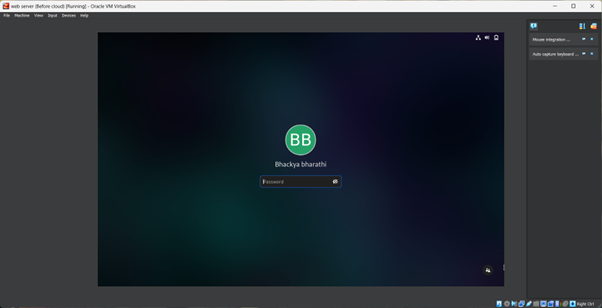 web server (Before cloud) [Running] - Oracle VM VirtualBox
File Machine View Input Devices Help
Mouse integration ...
Auto capture keyboard ...
BB
Bhackya bharathi
Password
Right Ctrl